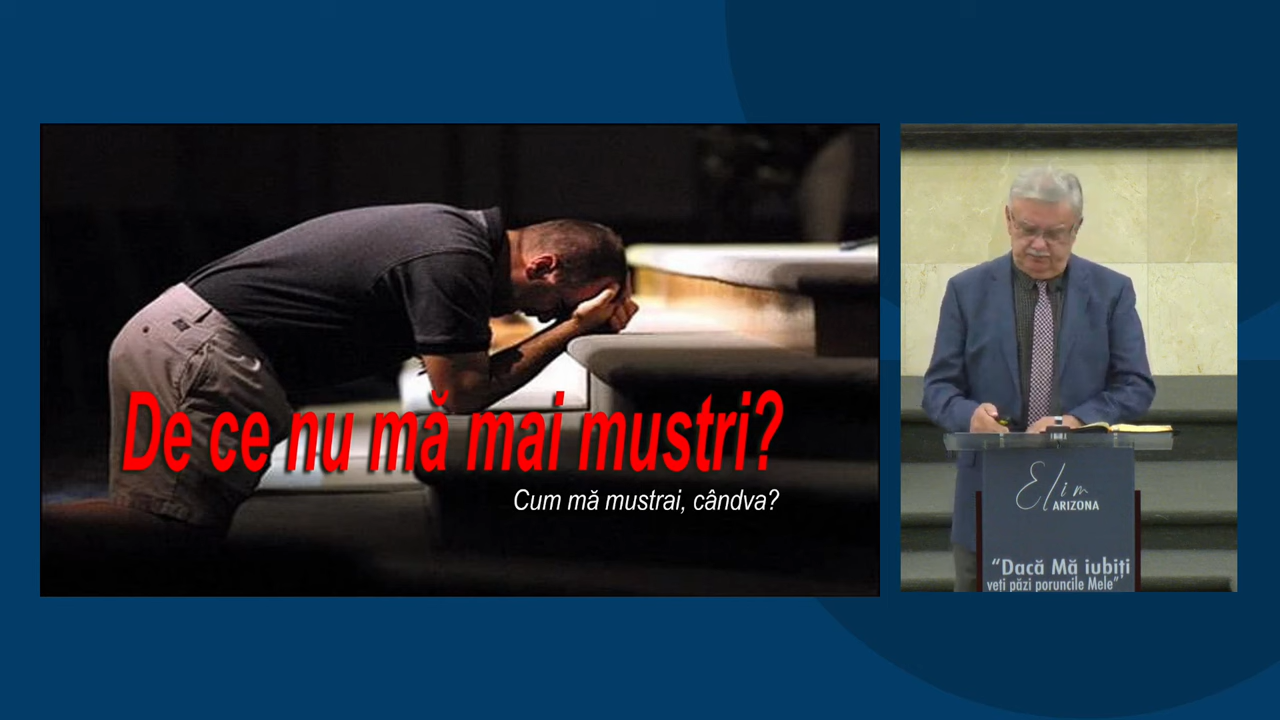 De ce nu mă mai mustri?
Cum mă mustrai, cândva?
Elim
ARIZONA
“Dacă Mă iubiți
veți păzi poruncile Mele”